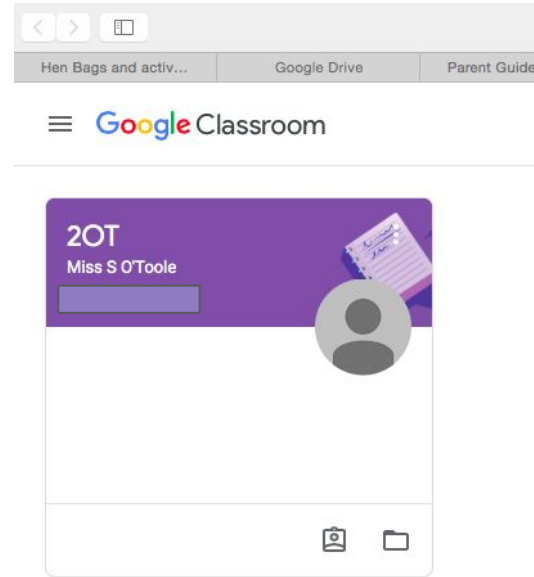 Hen Bags and activ... Google Drive Parent Guide
Google Classroom
2OT
Miss S O'Toole